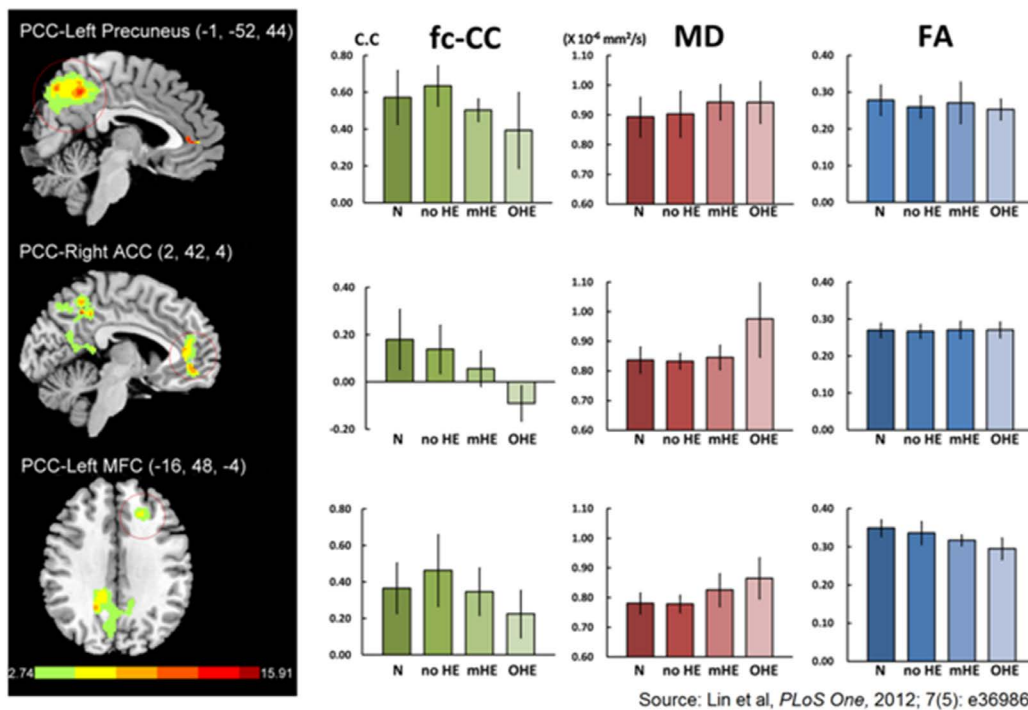 PCC-Left Precuneus (-1, -52, 44)
C.C fc-CC (X 10⁻⁶ mm²/s) MD FA
0.80 1.10 0.40
0.60 1.00 0.30
0.40 0.90 0.20
0.20 0.80 0.10
0.00 0.70 0.00
0.60
N no HE mHE OHE N no HE mHE OHE N no HE mHE OHE
PCC-Right ACC (2, 42, 4)
0.40 1.10 0.40
0.20 1.00 0.30
0.00 0.90 0.20
-0.20 0.80 0.10
0.70 0.00
0.60
N no HE mHE OHE N no HE mHE OHE N no HE mHE OHE
PCC-Left MFC (-16, 48, -4)
0.80 1.10
0.60 1.00 0.30
0.40 0.90 0.20
0.20 0.80 0.10
0.00 0.70 0.00
0.60
N no HE mHE OHE N no HE mHE OHE N no HE mHE OHE
2.74 15.91
Source: Lin et al, PLoS One, 2012; 7(5): e36986